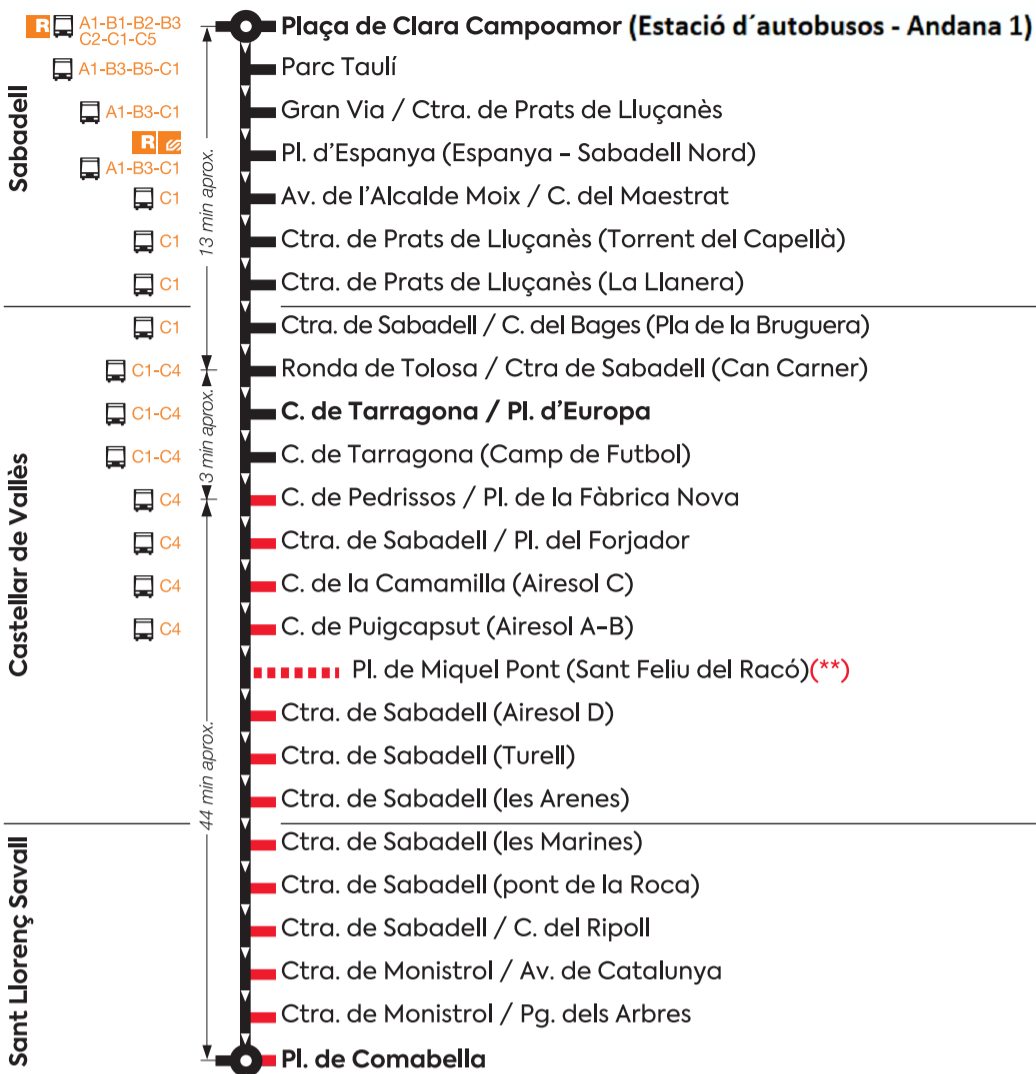 R A1-B1-B2-B3
C2-C1-C5
Plaça de Clara Campoamor (Estació d´autobusos - Andana 1)
A1-B3-B5-C1 Parc Taulí
A1-B3-C1 Gran Via / Ctra. de Prats de Lluçanès
R S
A1-B3-C1 Pl. d'Espanya (Espanya - Sabadell Nord)
C1 Av. de l'Alcalde Moix / C. del Maestrat
C1 Ctra. de Prats de Lluçanès (Torrent del Capellà)
C1 Ctra. de Prats de Lluçanès (La Llanera)
Sabadell
13 min aprox.
C1 Ctra. de Sabadell / C. del Bages (Pla de la Bruguera)
C1-C4 Ronda de Tolosa / Ctra de Sabadell (Can Carner)
C1-C4 C. de Tarragona / Pl. d'Europa
C1-C4 C. de Tarragona (Camp de Futbol)
3 min aprox.
C4 C. de Pedrissos / Pl. de la Fàbrica Nova
C4 Ctra. de Sabadell / Pl. del Forjador
C4 C. de la Camamilla (Airesol C)
C4 C. de Puigcapsut (Airesol A-B)
Pl. de Miquel Pont (Sant Feliu del Racó)(**)
Ctra. de Sabadell (Airesol D)
Ctra. de Sabadell (Turell)
Ctra. de Sabadell (les Arenes)
Castellar de Vallès
44 min aprox.
Ctra. de Sabadell (les Marines)
Ctra. de Sabadell (pont de la Roca)
Ctra. de Sabadell / C. del Ripoll
Ctra. de Monistrol / Av. de Catalunya
Ctra. de Monistrol / Pg. dels Arbres
Pl. de Comabella
Sant Llorenç Savall